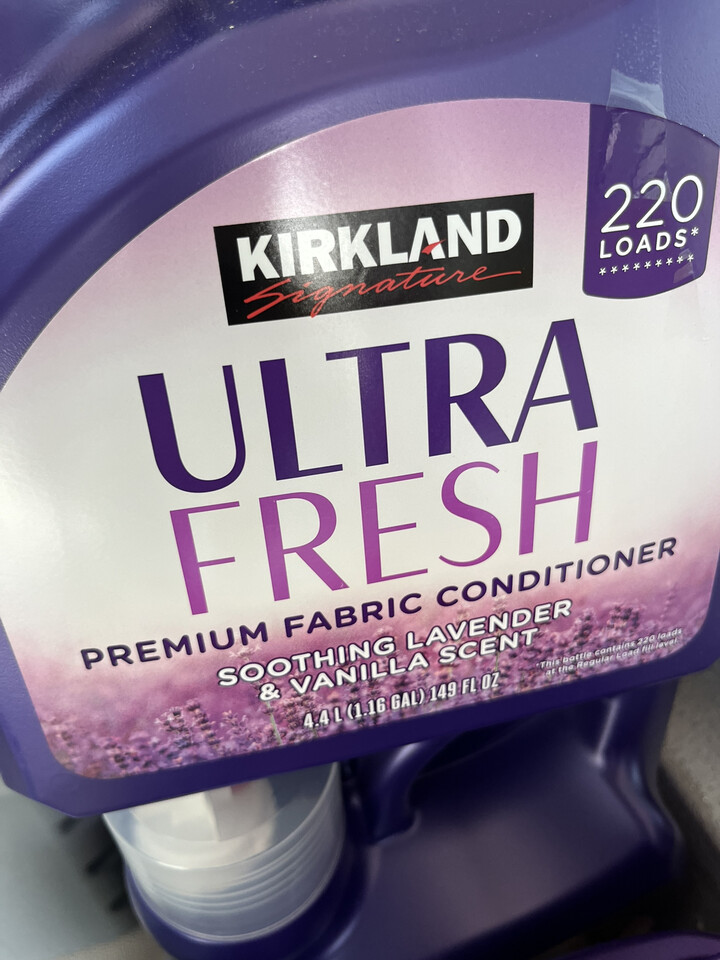 KIRKLAND
Signature
220
LOADS*
*********
ULTRA
FRESH
PREMIUM FABRIC CONDITIONER
SOOTHING LAVENDER
& VANILLA SCENT
*This bottle contains 220 loads
at the Regular Load fill level.
4.4 L (1.16 GAL) 149 FL OZ